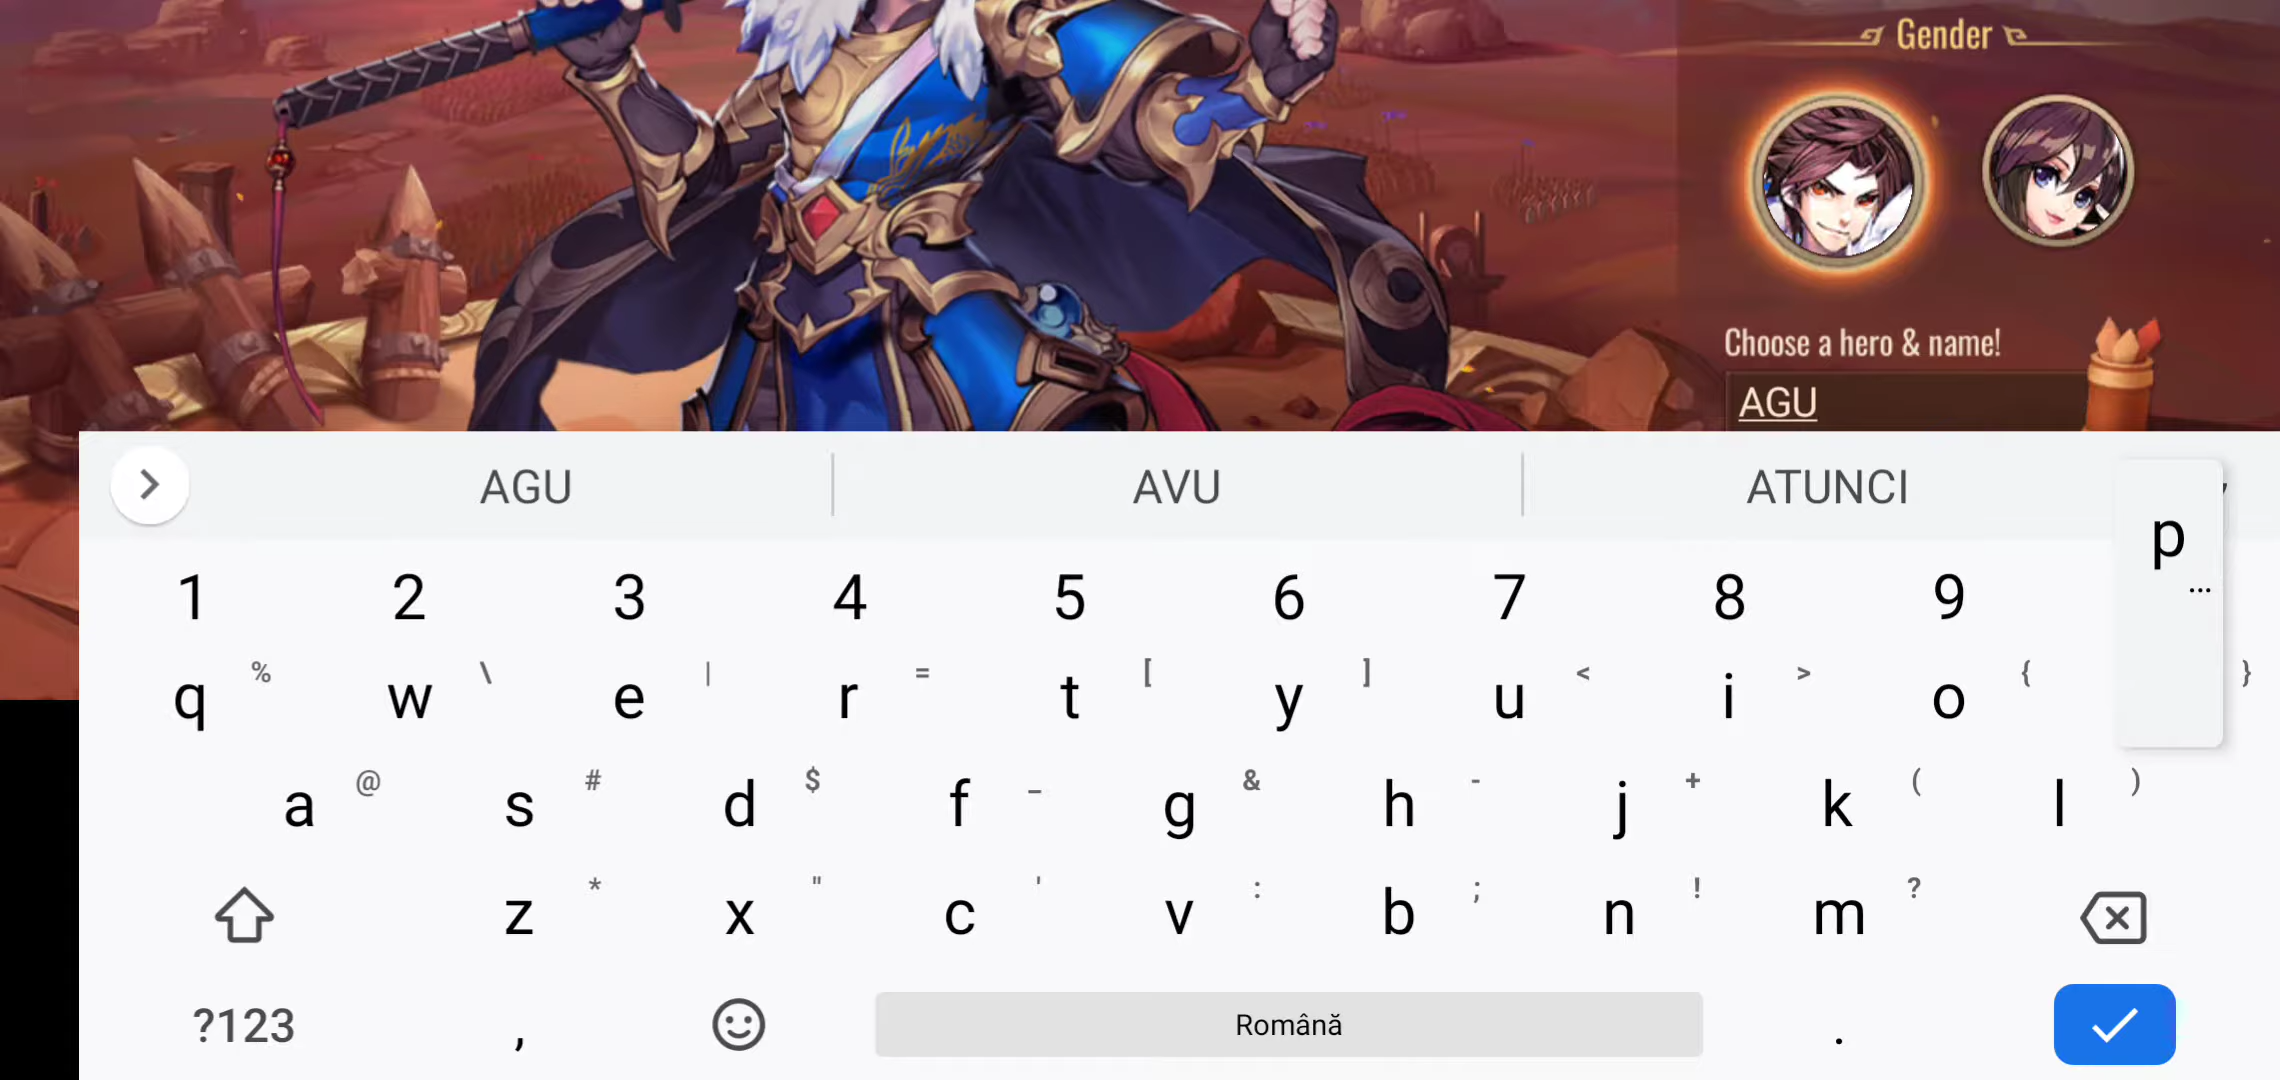 Gender
Choose a hero & name!
AGU
AGU AVU ATUNCI
p
...
1 2 3 4 5 6 7 8 9
q % w \ e | r = t [ y ] u < i > o { }
a @ s # d $ f _ g & h - j + k ( l )
z * x " c ' v : b ; n ! m ?
?123 , Română .